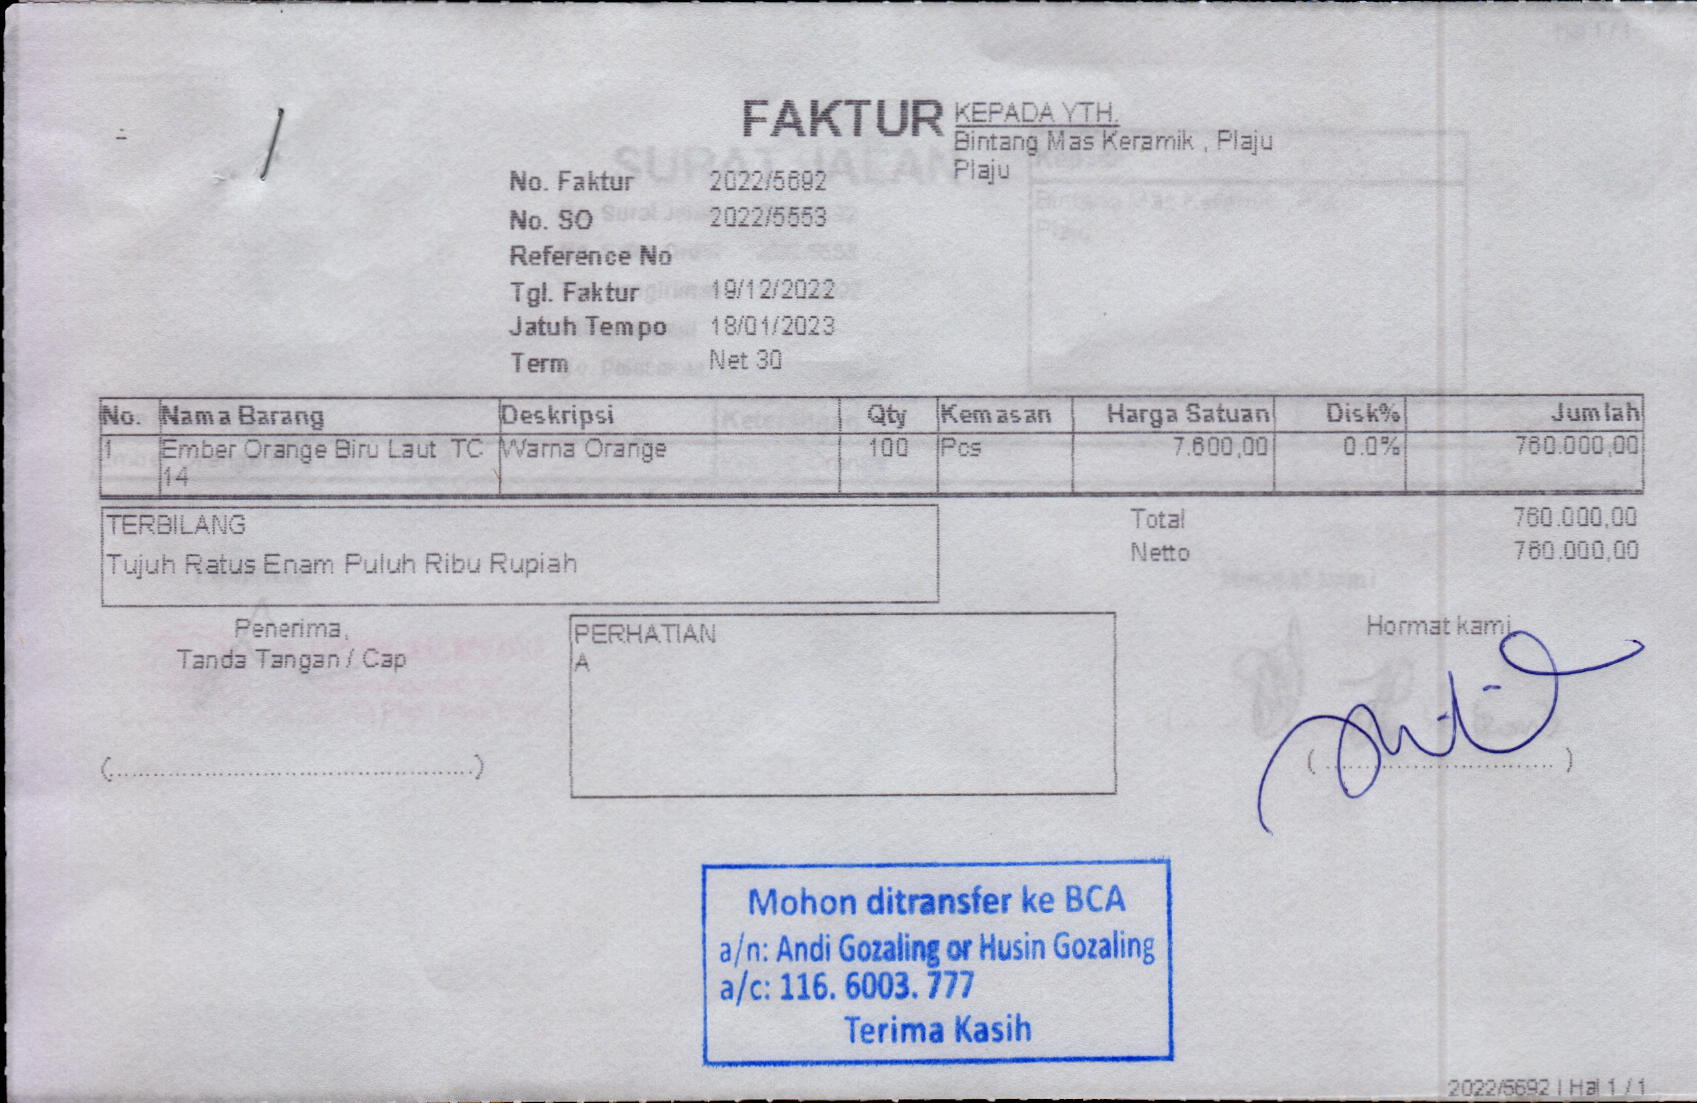 FAKTUR
KEPADA YTH.
Bintang Mas Keramik , Plaju
Plaju
No. Faktur 2022/5692
No. SO 2022/5553
Reference No
Tgl. Faktur 19/12/2022
Jatuh Tempo 18/01/2023
Term Net 30
No. Nama Barang Deskripsi Qty Kemasan Harga Satuan Disk% Jumlah
1 Ember Orange Biru Laut TC Warna Orange 100 Pcs 7.600,00 0.0% 760.000,00
14
TERBILANG
Tujuh Ratus Enam Puluh Ribu Rupiah
Total 760.000,00
Netto 760.000,00
Penerima,
Tanda Tangan / Cap
PERHATIAN
A
Hormat kami
(................................................)
(................................)
Mohon ditransfer ke BCA
a/n: Andi Gozaling or Husin Gozaling
a/c: 116. 6003. 777
Terima Kasih
2022/5692 | Hal 1 / 1